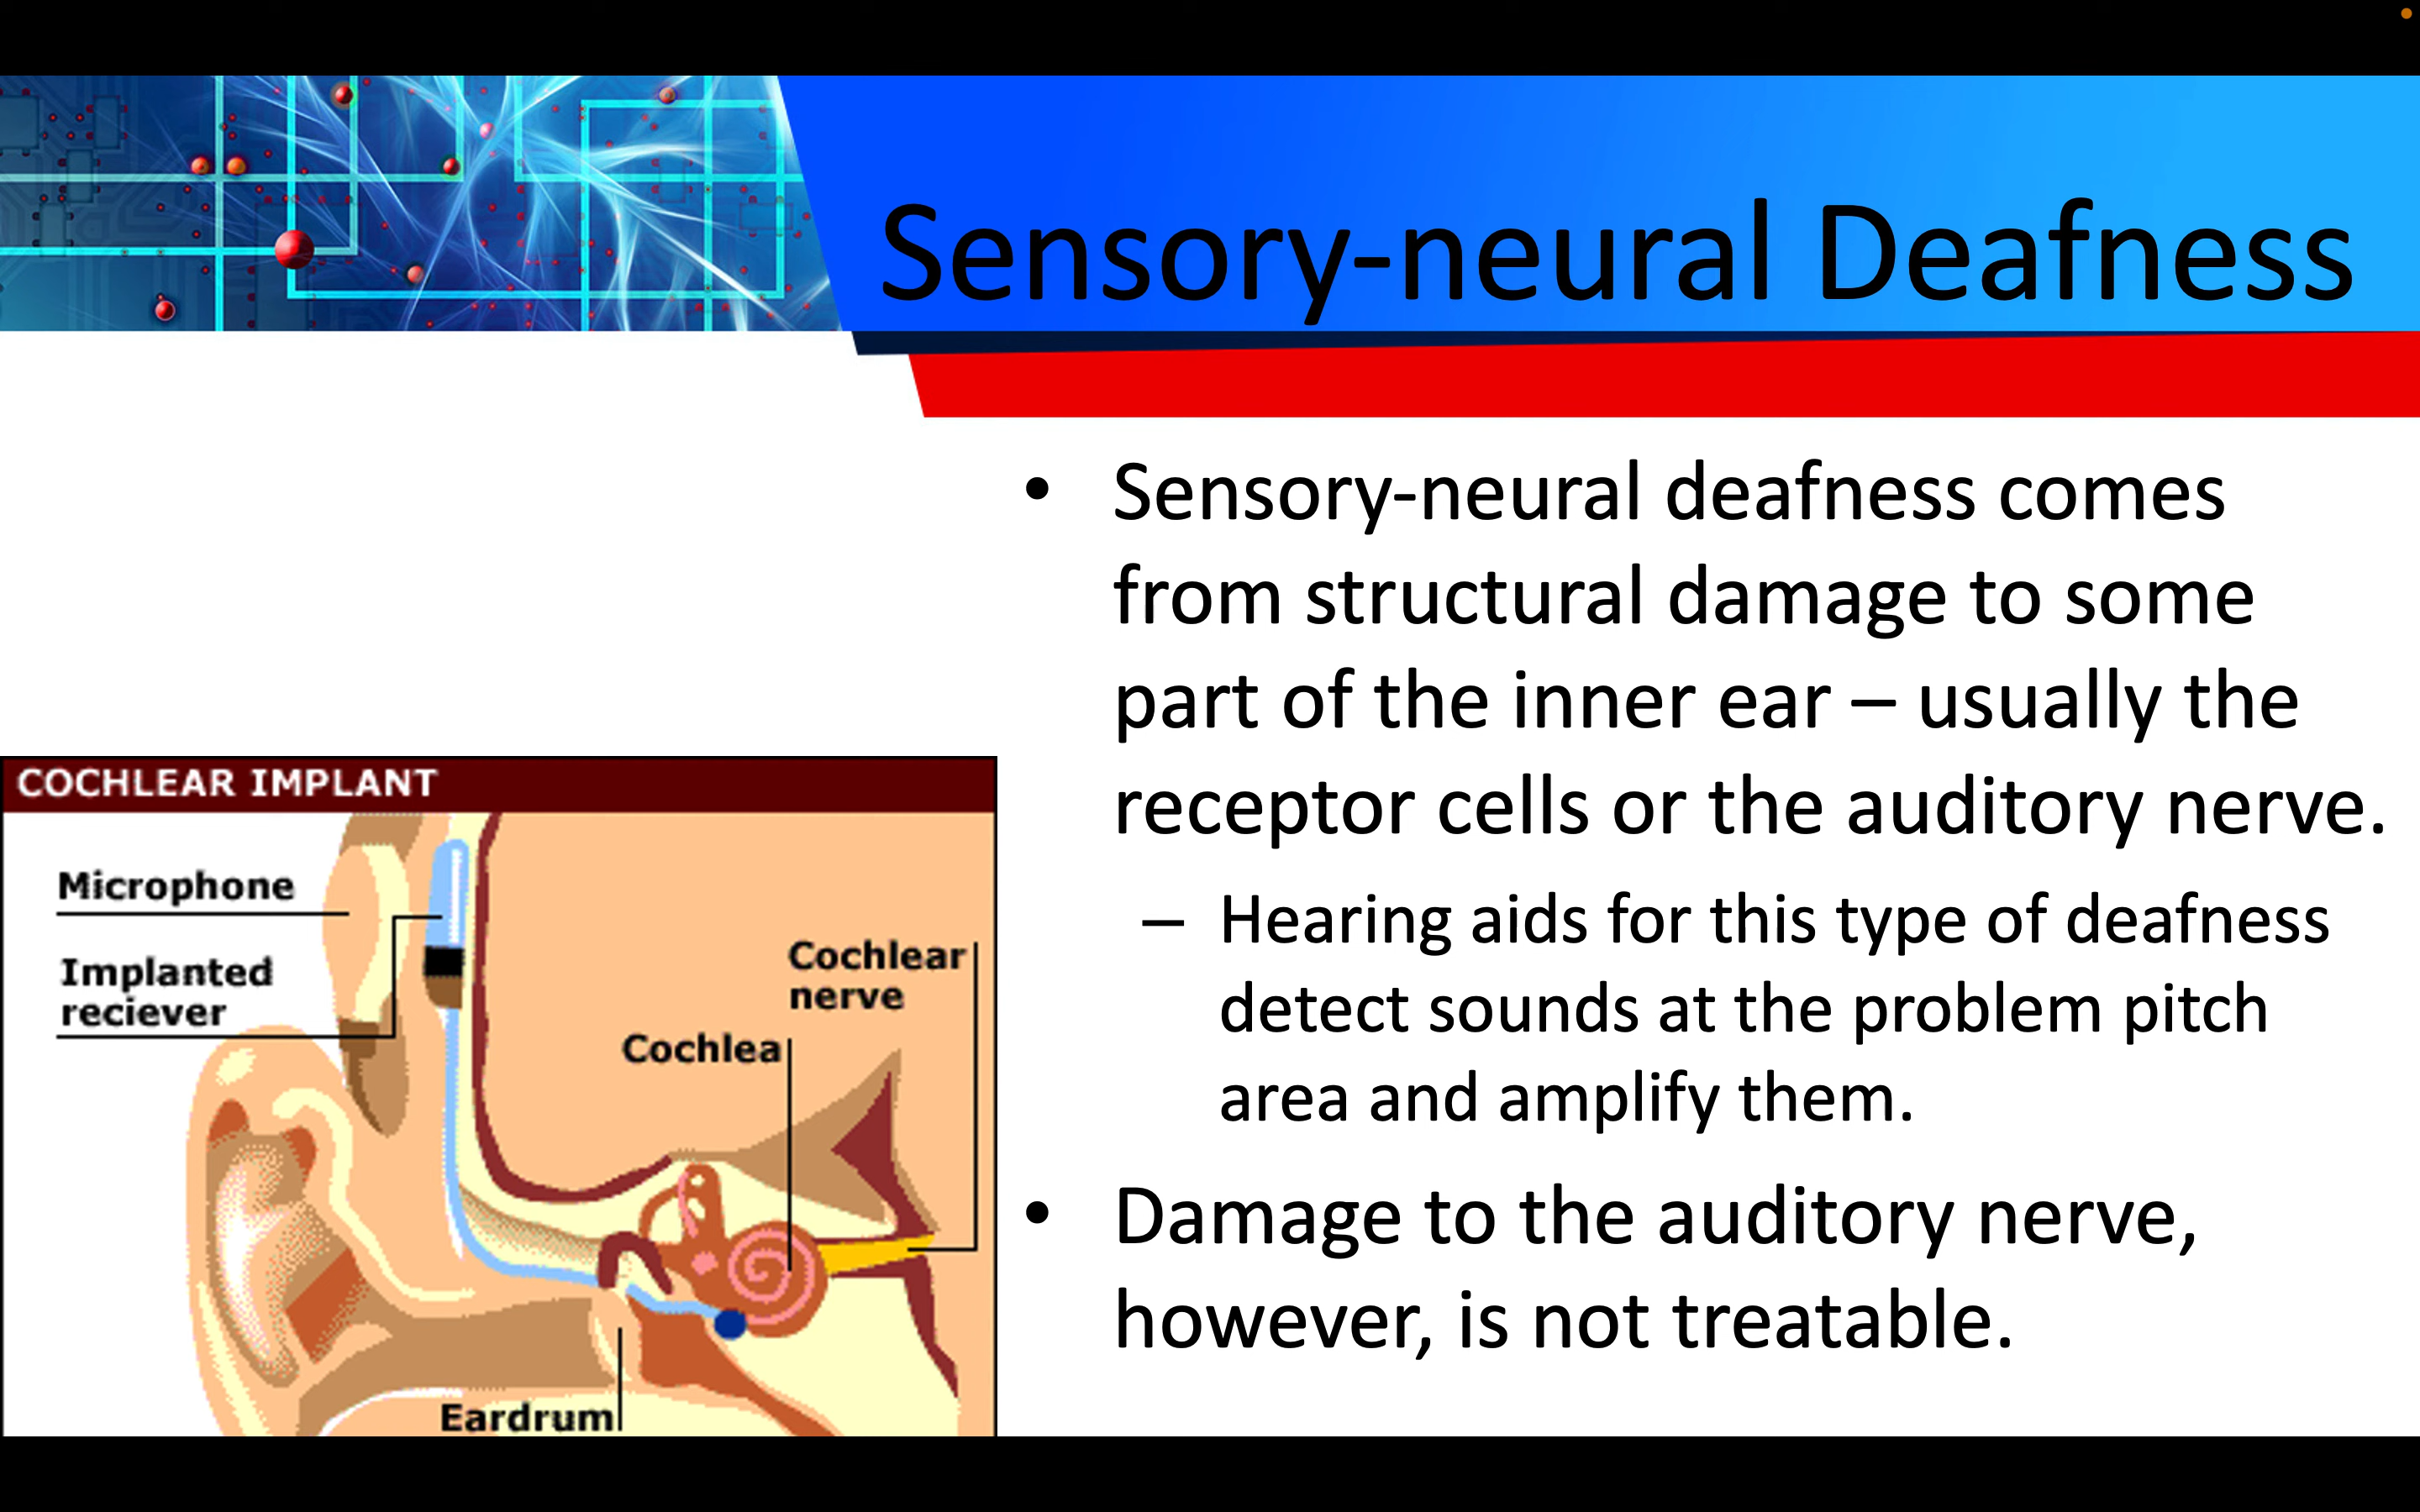 Sensory-neural Deafness
• Sensory-neural deafness comes
from structural damage to some
part of the inner ear – usually the
receptor cells or the auditory nerve.
– Hearing aids for this type of deafness
detect sounds at the problem pitch
area and amplify them.
• Damage to the auditory nerve,
however, is not treatable.
COCHLEAR IMPLANT
Microphone
Implanted
reciever
Cochlear
nerve
Cochlea
Eardrum